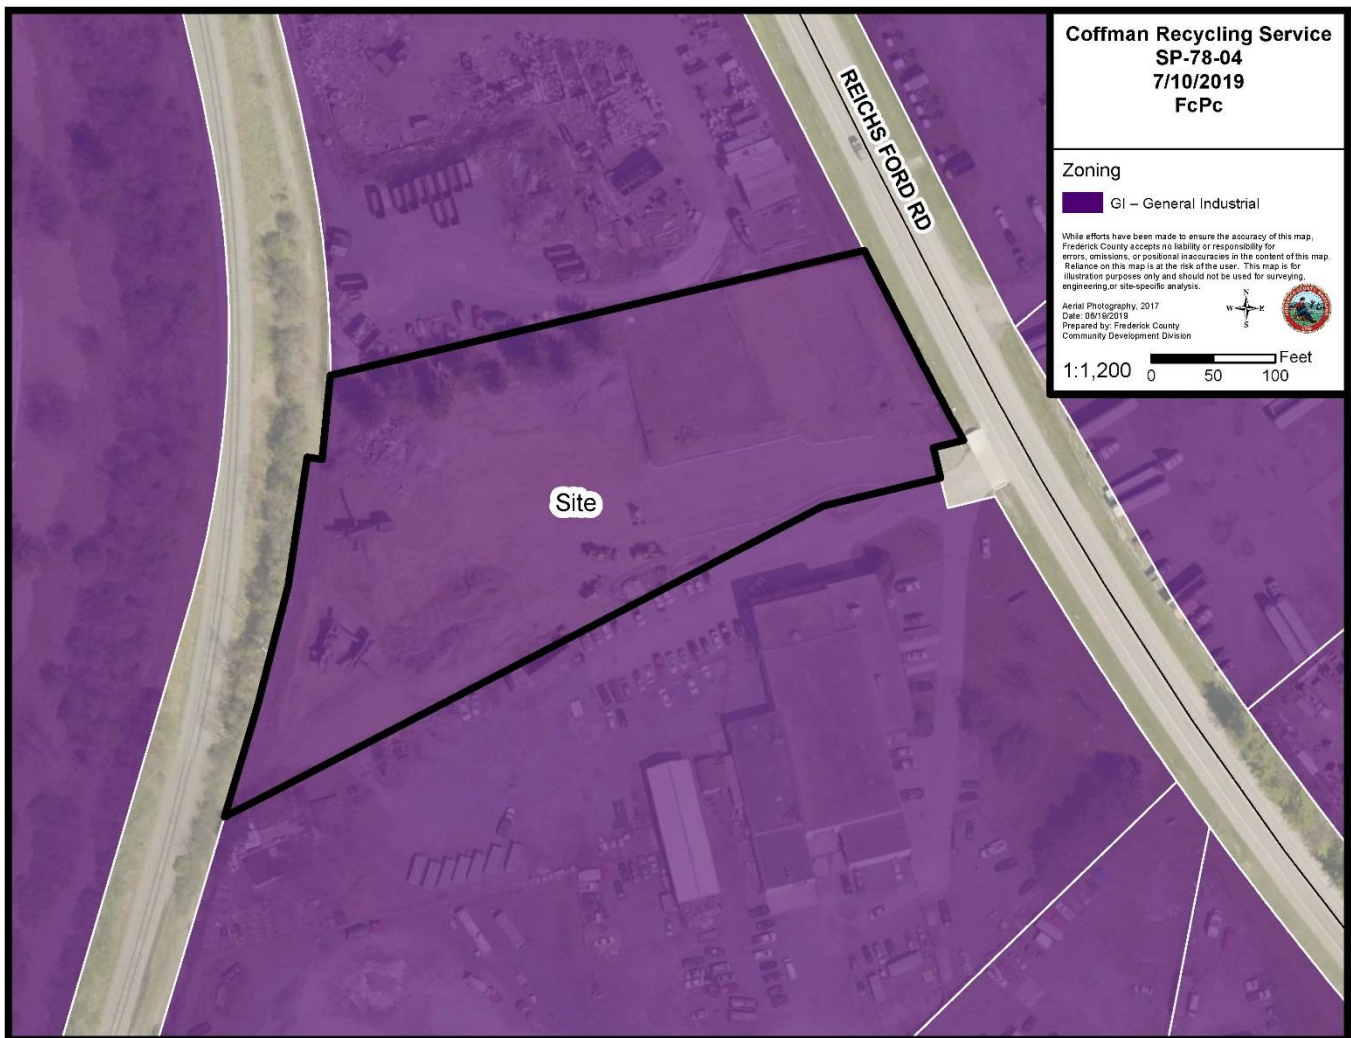 Coffman Recycling Service
SP-78-04
7/10/2019
FcPc
REICHS FORD RD
Zoning
GI – General Industrial
While efforts have been made to ensure the accuracy of this map,
Frederick County accepts no liability or responsibility for
errors, omissions, or positional inaccuracies in the content of this map.
Reliance on this map is at the risk of the user. This map is for
illustration purposes only and should not be used for surveying,
engineering,or site-specific analysis.
Aerial Photography, 2017
Date: 06/19/2019
Prepared by: Frederick County
Community Development Division
N
W E
S
1:1,200
Feet
0 50 100
Site